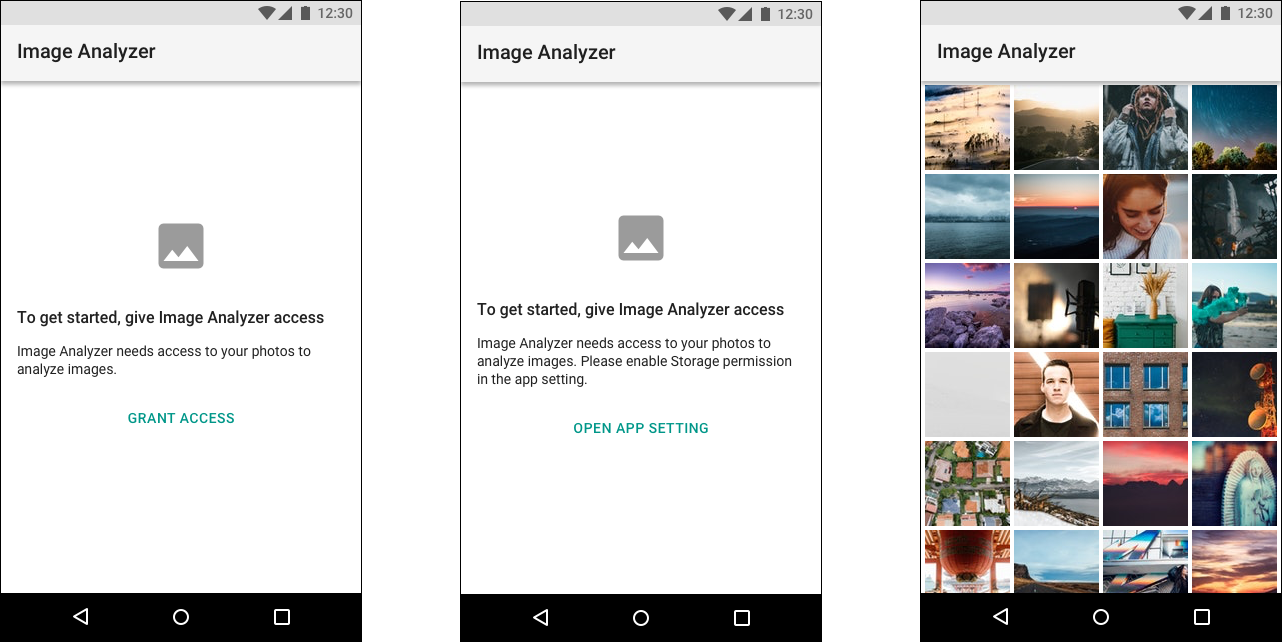 12:30
Image Analyzer
To get started, give Image Analyzer access
Image Analyzer needs access to your photos to
analyze images.
GRANT ACCESS
12:30
Image Analyzer
To get started, give Image Analyzer access
Image Analyzer needs access to your photos to
analyze images. Please enable Storage permission
in the app setting.
OPEN APP SETTING
12:30
Image Analyzer